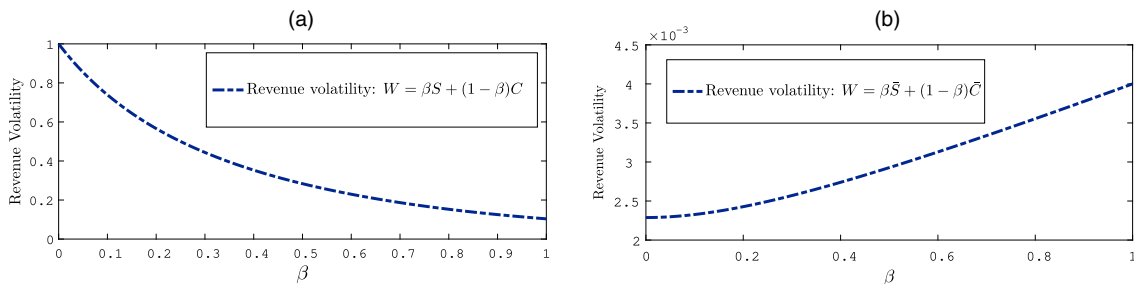 (a)
1
0.8
0.6
0.4
0.2
0
0 0.1 0.2 0.3 0.4 0.5 0.6 0.7 0.8 0.9 1
Revenue Volatility
β
Revenue volatility: W = βS + (1 − β)C
(b)
×10⁻³
4.5
4
3.5
3
2.5
2
0 0.2 0.4 0.6 0.8 1
Revenue Volatility
β
Revenue volatility: W = βS̄ + (1 − β)C̄